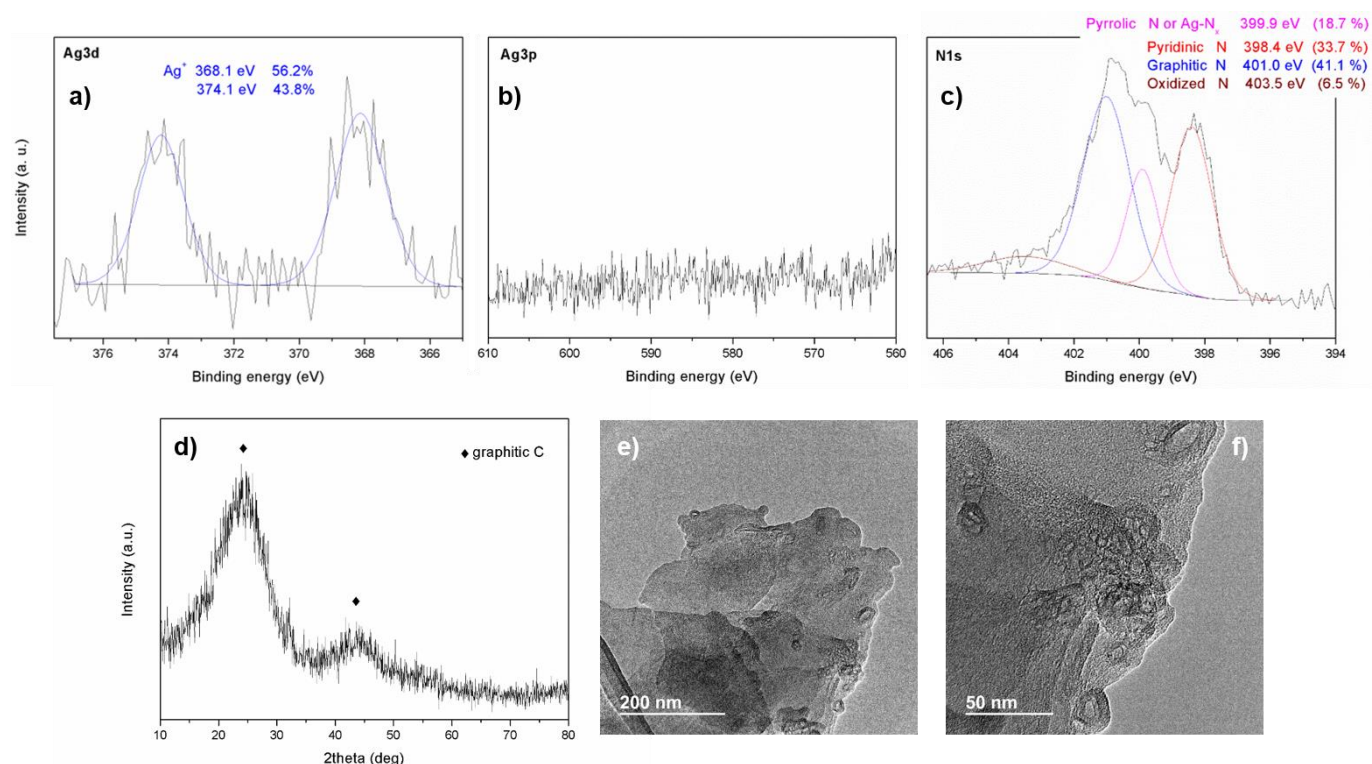 Ag3d
a)
Ag⁺ 368.1 eV 56.2%
374.1 eV 43.8%
Intensity (a. u.)
376 374 372 370 368 366
Binding energy (eV)
Ag3p
b)
610 600 590 580 570 560
Binding energy (eV)
N1s
c)
Pyrrolic N or Ag-Nₓ 399.9 eV (18.7 %)
Pyridinic N 398.4 eV (33.7 %)
Graphitic N 401.0 eV (41.1 %)
Oxidized N 403.5 eV (6.5 %)
406 404 402 400 398 396 394
Binding energy (eV)
d)
♦ graphitic C
Intensity (a.u.)
10 20 30 40 50 60 70 80
2theta (deg)
e)
200 nm
f)
50 nm